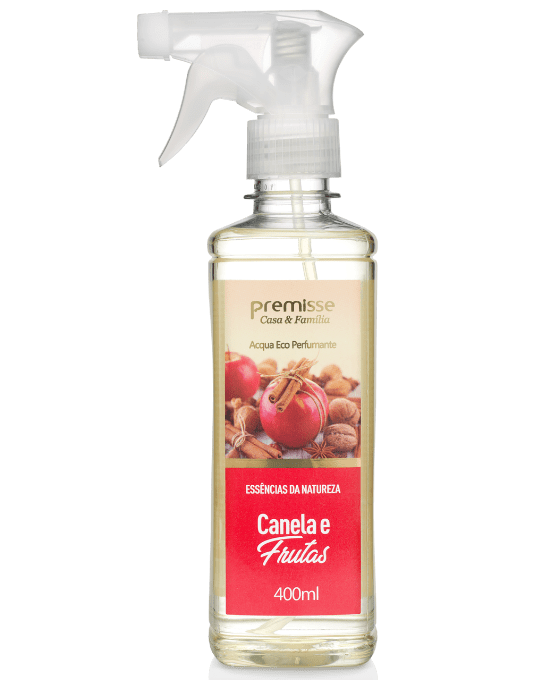 premisse
Casa & Família
Acqua Eco Perfumante
ESSÊNCIAS DA NATUREZA
Canela e
Frutas
400ml